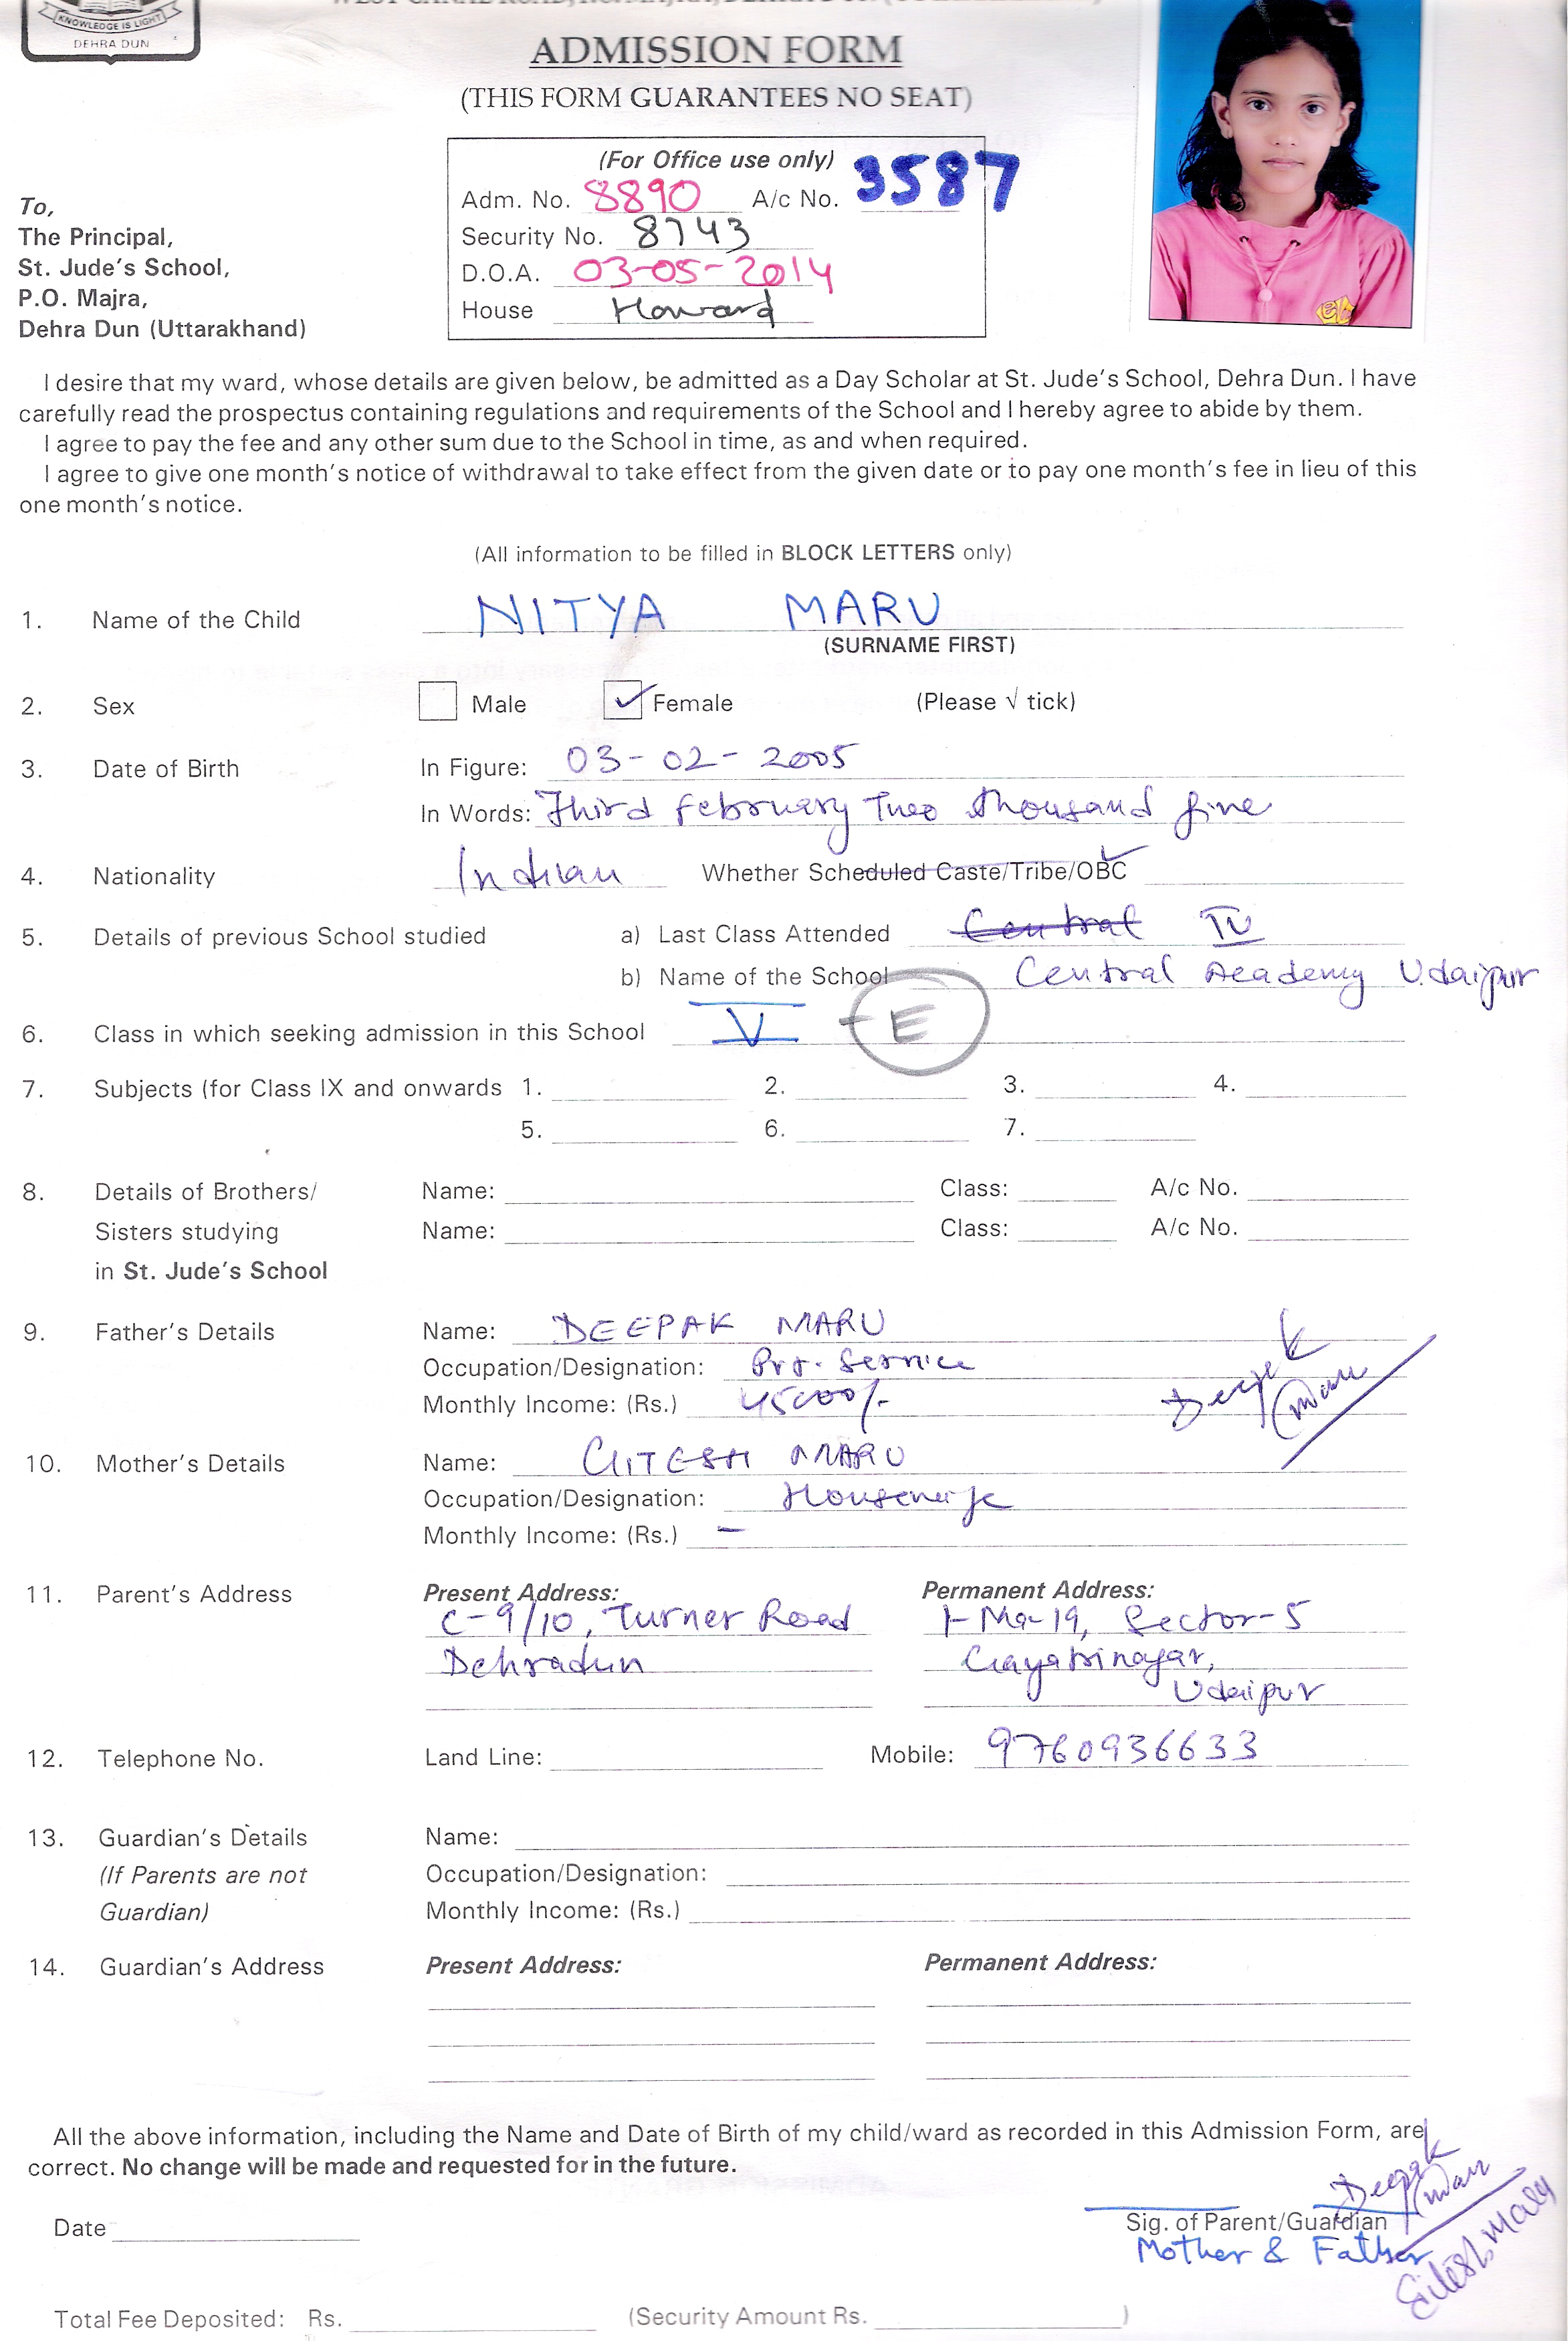 KNOWLEDGE IS LIGHT
DEHRA DUN
ADMISSION FORM
(THIS FORM GUARANTEES NO SEAT)
(For Office use only)
Adm. No. 8890 A/c No. 3587
Security No. 8743
D.O.A. 03-05-2014
House Howard
To,
The Principal,
St. Jude's School,
P.O. Majra,
Dehra Dun (Uttarakhand)
I desire that my ward, whose details are given below, be admitted as a Day Scholar at St. Jude's School, Dehra Dun. I have
carefully read the prospectus containing regulations and requirements of the School and I hereby agree to abide by them.
I agree to pay the fee and any other sum due to the School in time, as and when required.
I agree to give one month's notice of withdrawal to take effect from the given date or to pay one month's fee in lieu of this
one month's notice.
(All information to be filled in BLOCK LETTERS only)
1. Name of the Child NITYA MARU
(SURNAME FIRST)
2. Sex Male ✓ Female (Please √ tick)
3. Date of Birth In Figure: 03-02-2005
In Words: Third February Two thousand five
4. Nationality Indian Whether Scheduled Caste/Tribe/OBC ✓
5. Details of previous School studied a) Last Class Attended Central IV
b) Name of the School Central Academy Udaipur
6. Class in which seeking admission in this School V - E
7. Subjects (for Class IX and onwards 1. 2. 3. 4.
5. 6. 7.
8. Details of Brothers/ Name: Class: A/c No.
Sisters studying Name: Class: A/c No.
in St. Jude's School
9. Father's Details Name: DEEPAK MARU
Occupation/Designation: Pvt. Service
Monthly Income: (Rs.) 45000/-
Deepak Maru
10. Mother's Details Name: MARU
Occupation/Designation: Housewife
Monthly Income: (Rs.) –
11. Parent's Address Present Address: Permanent Address:
C-9/10, Turner Road 1-Ma-19, Sector-5
Dehradun Gayatrinagar,
Udaipur
12. Telephone No. Land Line: Mobile: 9760936633
13. Guardian's Details Name:
(If Parents are not Occupation/Designation:
Guardian) Monthly Income: (Rs.)
14. Guardian's Address Present Address: Permanent Address:
All the above information, including the Name and Date of Birth of my child/ward as recorded in this Admission Form, are
correct. No change will be made and requested for in the future.
Deepak Maru
Date Sig. of Parent/Guardian
Mother & Father
Total Fee Deposited: Rs. (Security Amount Rs. )